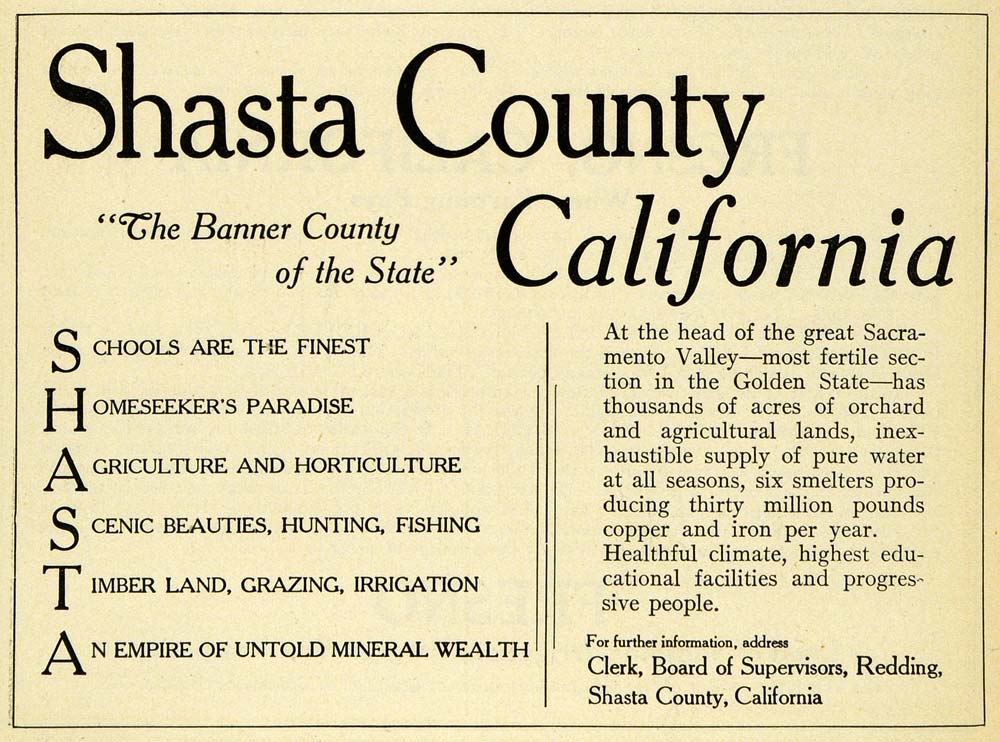 Shasta County
California
“The Banner County
of the State”
SCHOOLS ARE THE FINEST
HOMESEEKER'S PARADISE
AGRICULTURE AND HORTICULTURE
SCENIC BEAUTIES, HUNTING, FISHING
TIMBER LAND, GRAZING, IRRIGATION
AN EMPIRE OF UNTOLD MINERAL WEALTH
At the head of the great Sacra-
mento Valley—most fertile sec-
tion in the Golden State—has
thousands of acres of orchard
and agricultural lands, inex-
haustible supply of pure water
at all seasons, six smelters pro-
ducing thirty million pounds
copper and iron per year.
Healthful climate, highest edu-
cational facilities and progres-
sive people.
For further information, address
Clerk, Board of Supervisors, Redding,
Shasta County, California